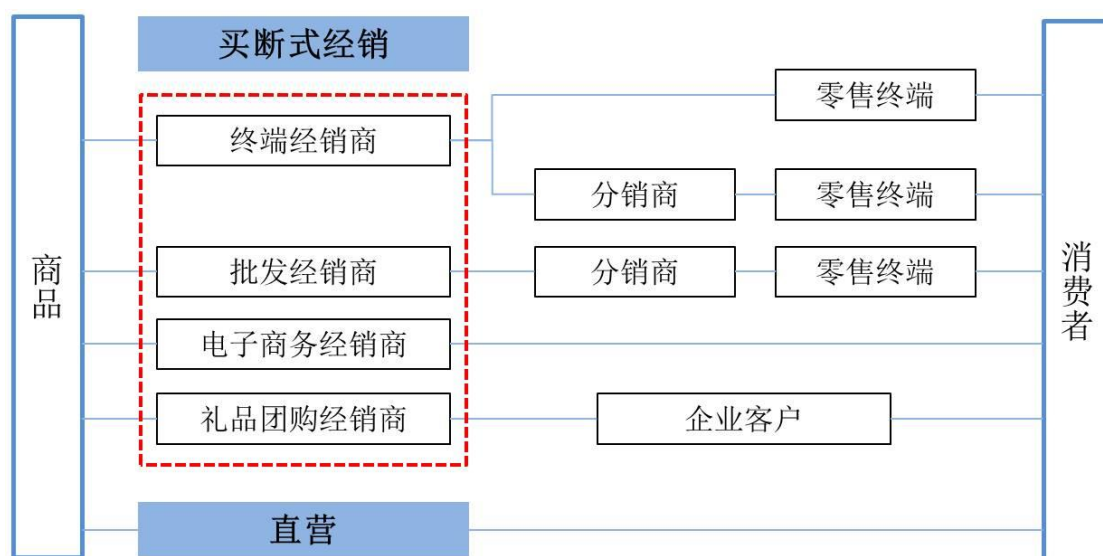 买断式经销
零售终端
终端经销商
分销商
零售终端
商品
批发经销商
分销商
零售终端
消费者
电子商务经销商
礼品团购经销商
企业客户
直营